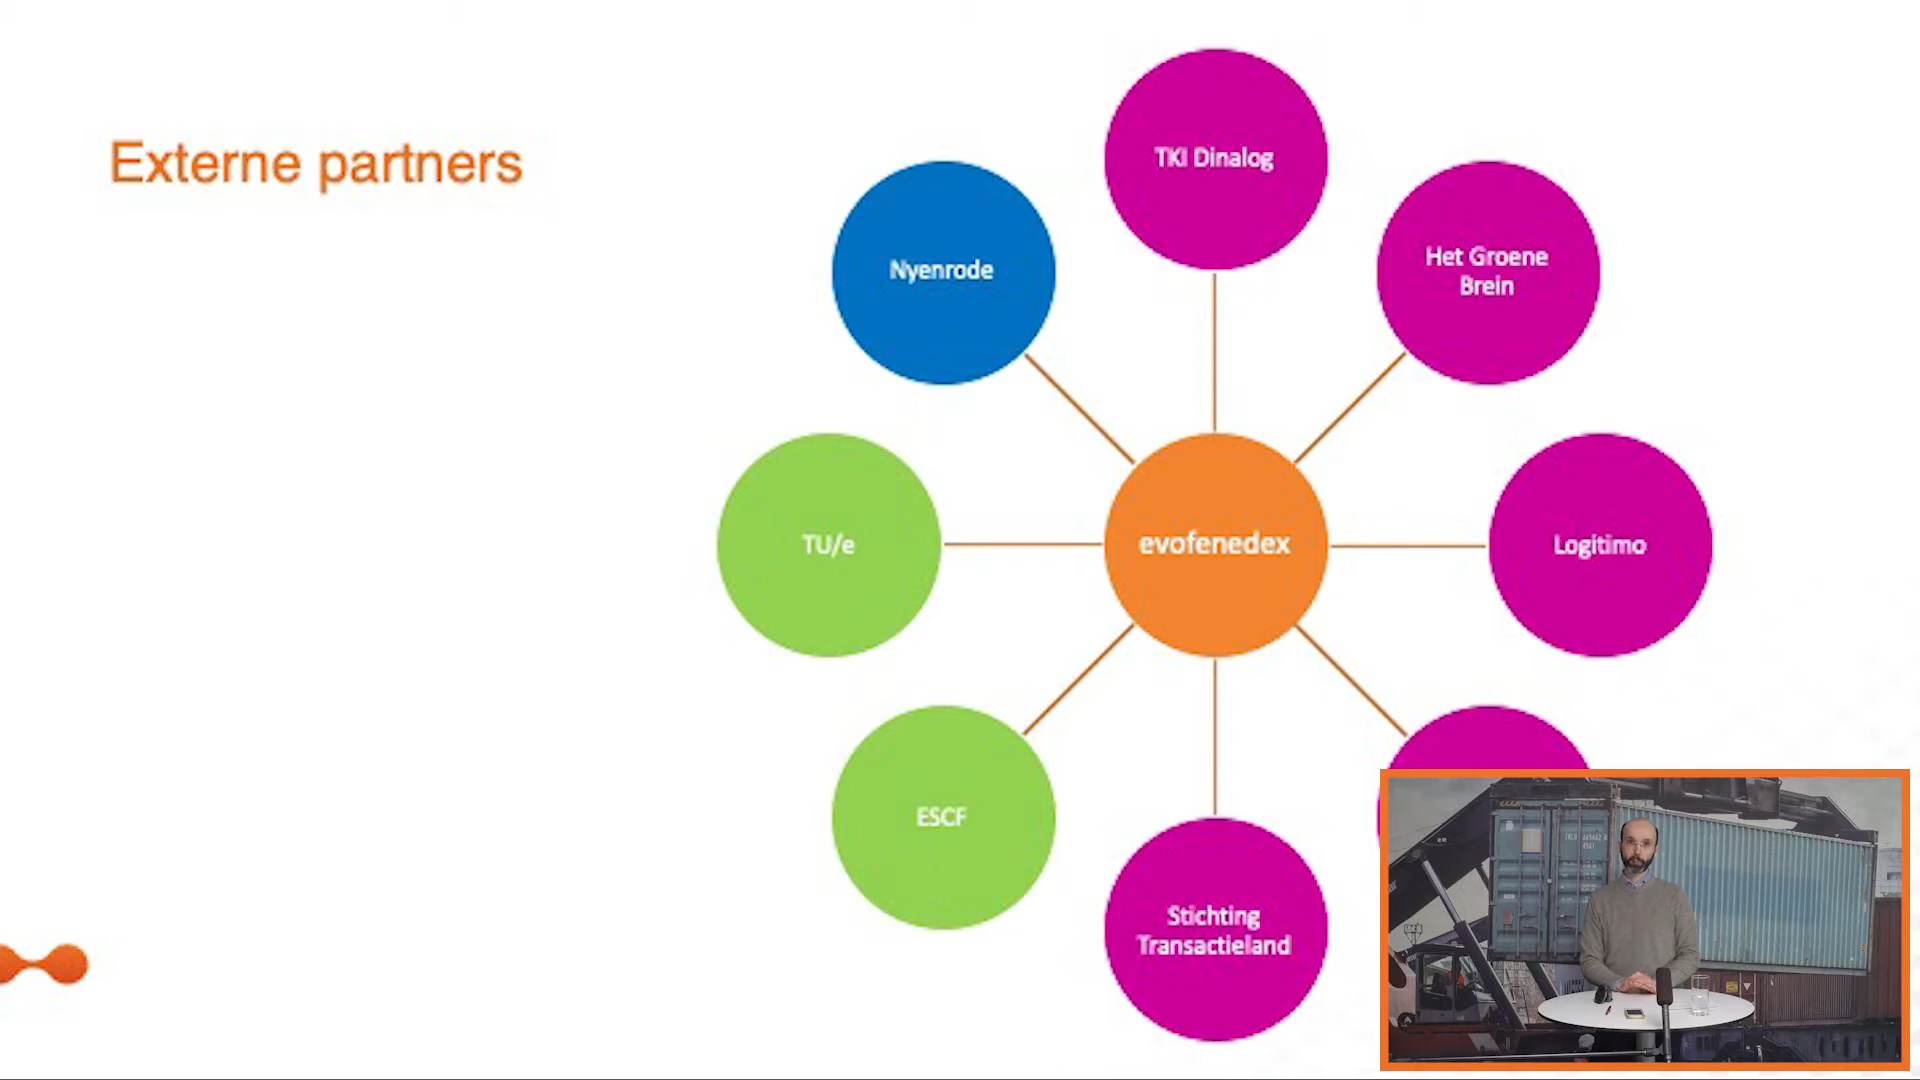 Externe partners
TKI Dinalog
Nyenrode
Het Groene
Brein
TU/e
evofenedex
Logitimo
ESCF
Stichting
Transactieland